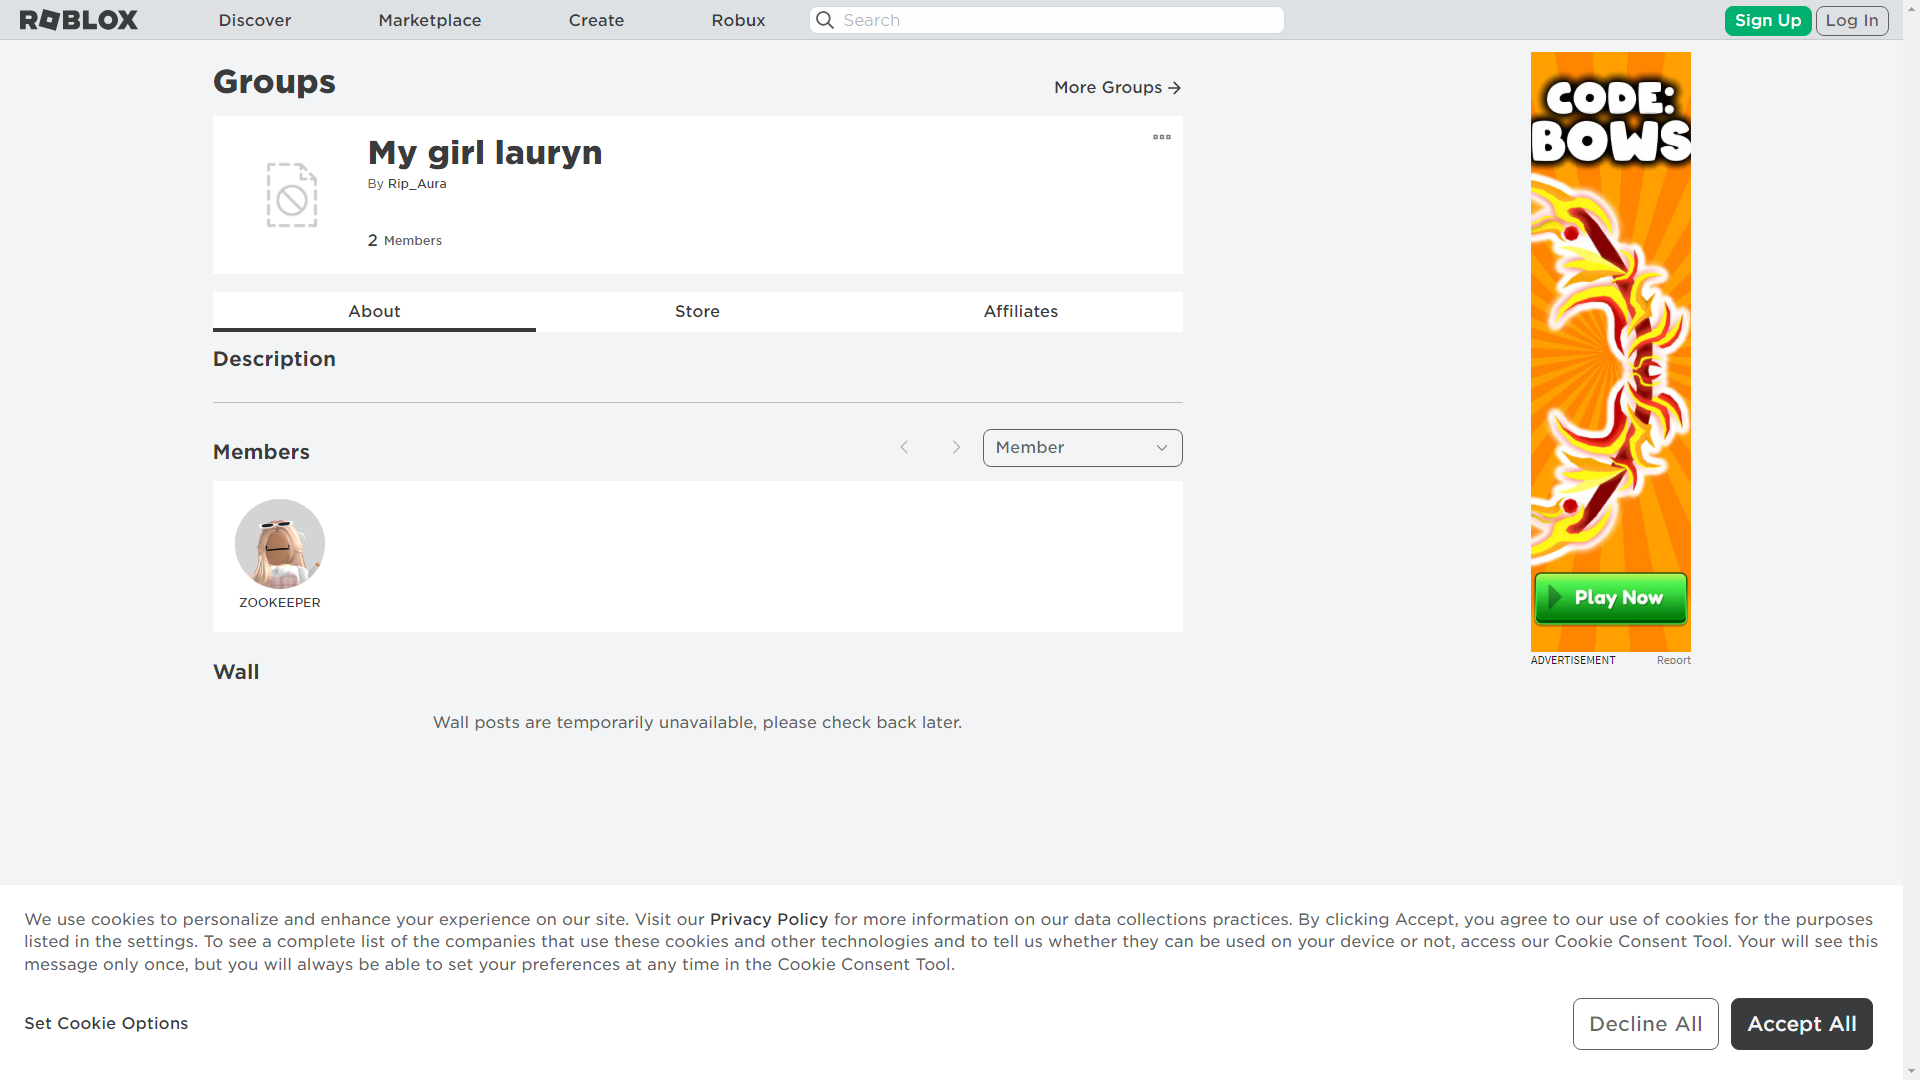 ROBLOX
Discover
Marketplace
Create
Robux
Search
Sign Up
Log In
Groups
More Groups
My girl lauryn
By Rip_Aura
2 Members
About
Store
Affiliates
Description
Members
Member
ZOOKEEPER
Wall
Wall posts are temporarily unavailable, please check back later.
CODE:
BOWS
Play Now
ADVERTISEMENT
Report
We use cookies to personalize and enhance your experience on our site. Visit our Privacy Policy for more information on our data collections practices. By clicking Accept, you agree to our use of cookies for the purposes
listed in the settings. To see a complete list of the companies that use these cookies and other technologies and to tell us whether they can be used on your device or not, access our Cookie Consent Tool. Your will see this
message only once, but you will always be able to set your preferences at any time in the Cookie Consent Tool.
Set Cookie Options
Decline All
Accept All